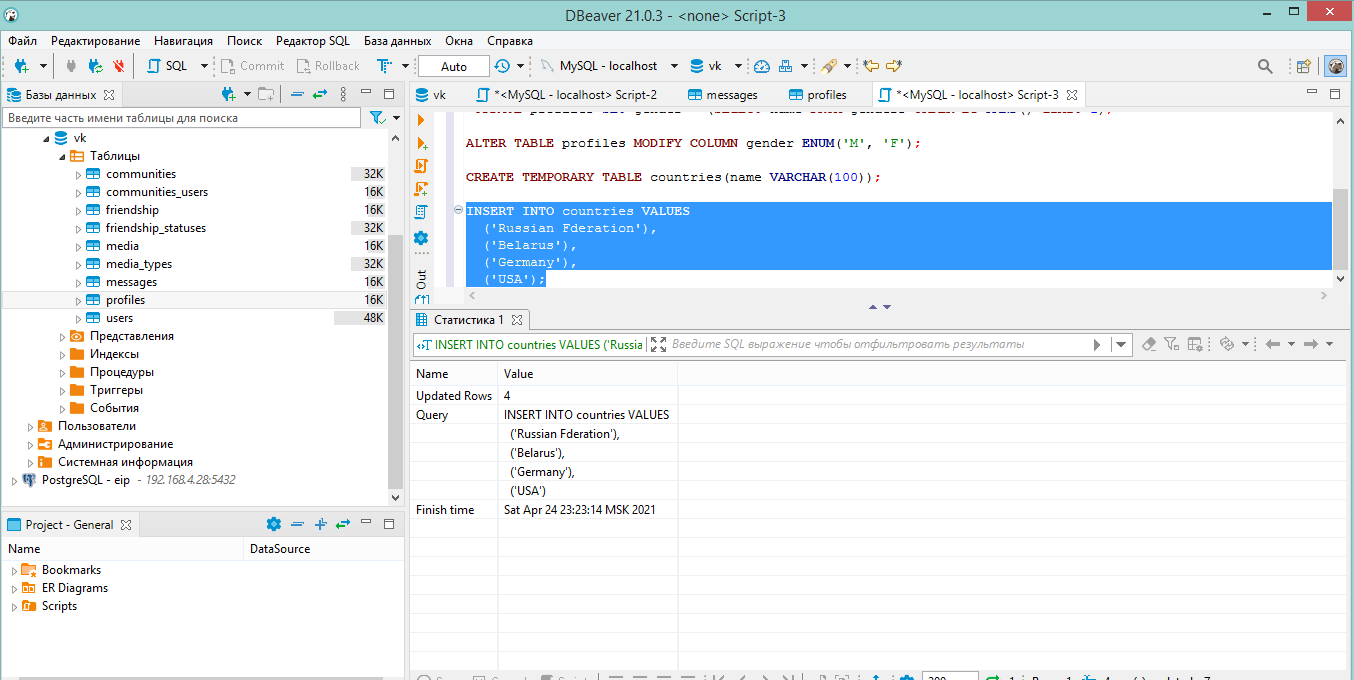 DBeaver 21.0.3 - <none> Script-3
Файл Редактирование Навигация Поиск Редактор SQL База данных Окна Справка
SQL Commit Rollback Auto MySQL - localhost vk
Базы данных
vk *<MySQL - localhost> Script-2 messages profiles *<MySQL - localhost> Script-3
Введите часть имени таблицы для поиска
vk
Таблицы
communities 32K
communities_users 16K
friendship 16K
friendship_statuses 32K
media 16K
media_types 32K
messages 16K
profiles 16K
users 48K
Представления
Индексы
Процедуры
Триггеры
События
Пользователи
Администрирование
Системная информация
PostgreSQL - eip - 192.168.4.28:5432
Project - General
Name DataSource
Bookmarks
ER Diagrams
Scripts
ALTER TABLE profiles MODIFY COLUMN gender ENUM('M', 'F');
CREATE TEMPORARY TABLE countries(name VARCHAR(100));
INSERT INTO countries VALUES
('Russian Fderation'),
('Belarus'),
('Germany'),
('USA');
Out
Статистика 1
INSERT INTO countries VALUES ('Russia Введите SQL выражение чтобы отфильтровать результаты
Name Value
Updated Rows 4
Query INSERT INTO countries VALUES
('Russian Fderation'),
('Belarus'),
('Germany'),
('USA')
Finish time Sat Apr 24 23:23:14 MSK 2021